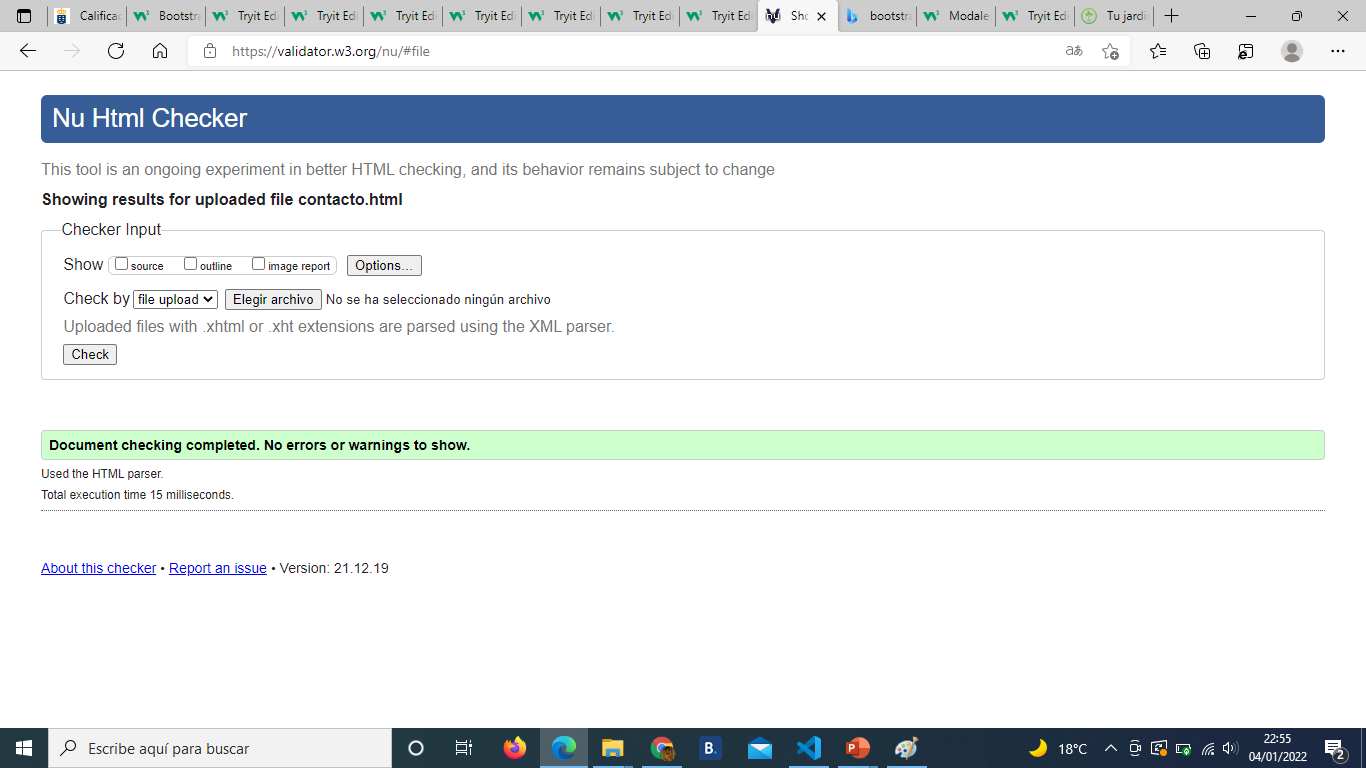 Calificac
Bootstra
Tryit Edi
Tryit Edi
Tryit Edi
Tryit Edi
Tryit Edi
Tryit Edi
Tryit Edi
Sho
bootstra
Modale
Tryit Edi
Tu jardí
https://validator.w3.org/nu/#file
Nu Html Checker
This tool is an ongoing experiment in better HTML checking, and its behavior remains subject to change
Showing results for uploaded file contacto.html
Checker Input
Show source outline image report Options...
Check by file upload Elegir archivo No se ha seleccionado ningún archivo
Uploaded files with .xhtml or .xht extensions are parsed using the XML parser.
Check
Document checking completed. No errors or warnings to show.
Used the HTML parser.
Total execution time 15 milliseconds.
About this checker • Report an issue • Version: 21.12.19
Escribe aquí para buscar
B.
18°C
22:55
04/01/2022
2